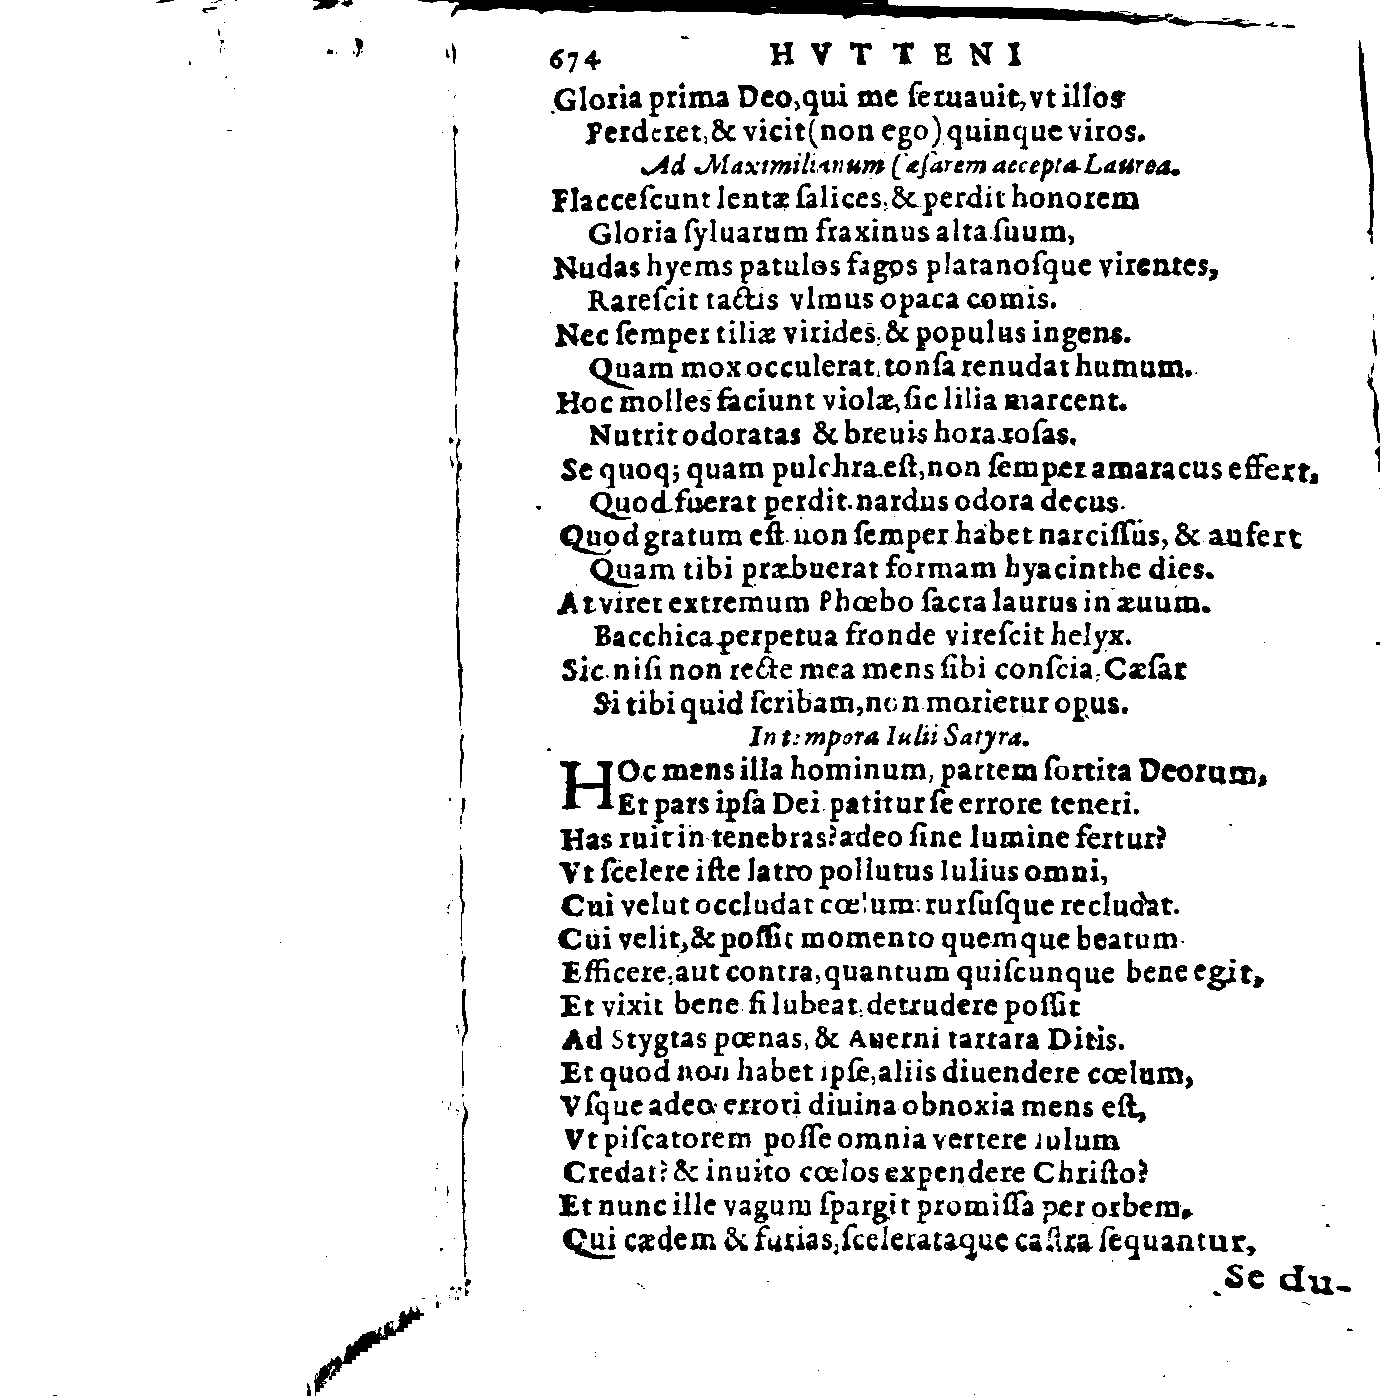 674 HVTTENI
Gloria prima Deo, qui me ſeruauit, vt illos
Perderet, & vicit (non ego) quinque viros.
Ad Maximilianum Cæſarem accepta Laurea.
Flacceſcunt lentæ ſalices, & perdit honorem
Gloria ſyluarum fraxinus alta ſuum,
Nudas hyems patulos fagos platanoſque virentes,
Rareſcit tactis vlmus opaca comis.
Nec ſemper tiliæ virides, & populus ingens.
Quam mox occulerat, tonſa renudat humum.
Hoc molles faciunt violæ, ſic lilia marcent.
Nutrit odoratas & breuis hora roſas.
Se quoq; quam pulchra eſt, non ſemper amaracus effert,
Quod fuerat perdit nardus odora decus.
Quod gratum eſt non ſemper habet narciſſus, & aufert
Quam tibi præbuerat formam hyacinthe dies.
At viret extremum Phœbo ſacra laurus in æuum.
Bacchica perpetua fronde vireſcit helyx.
Sic niſi non recte mea mens ſibi conſcia, Cæſar
Si tibi quid ſcribam, non morietur opus.
In tempora Iulii Satyra.
HOc mens illa hominum, partem ſortita Deorum,
Et pars ipſa Dei patitur ſe errore teneri.
Has ruit in tenebras? adeo ſine lumine fertur?
Vt ſcelere iſte latro pollutus Iulius omni,
Cui velut occludat cœlum rurſuſque recludat.
Cui velit, & poſſit momento quemque beatum
Efficere, aut contra, quantum quiſcunque bene egit,
Et vixit bene ſi lubeat, detrudere poſſit
Ad Stygtas pœnas, & Auerni tartara Ditis.
Et quod non habet ipſe, aliis diuendere cœlum,
Vſque adeo errori diuina obnoxia mens eſt,
Vt piſcatorem poſſe omnia vertere iulum
Credat? & inuito cœlos expendere Chriſto?
Et nunc ille vagum ſpargit promiſſa per orbem,
Qui cædem & furias, ſcelerataque caſtra ſequantur,
Se du-